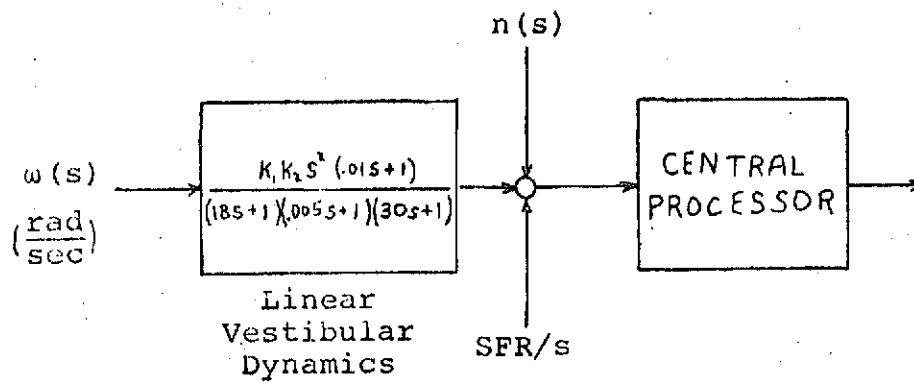 n(s)
ω(s)
(rad/sec)
K₁K₂S²(.01S+1)
(18S+1)(.005S+1)(30S+1)
CENTRAL
PROCESSOR
Linear
Vestibular
Dynamics
SFR/s